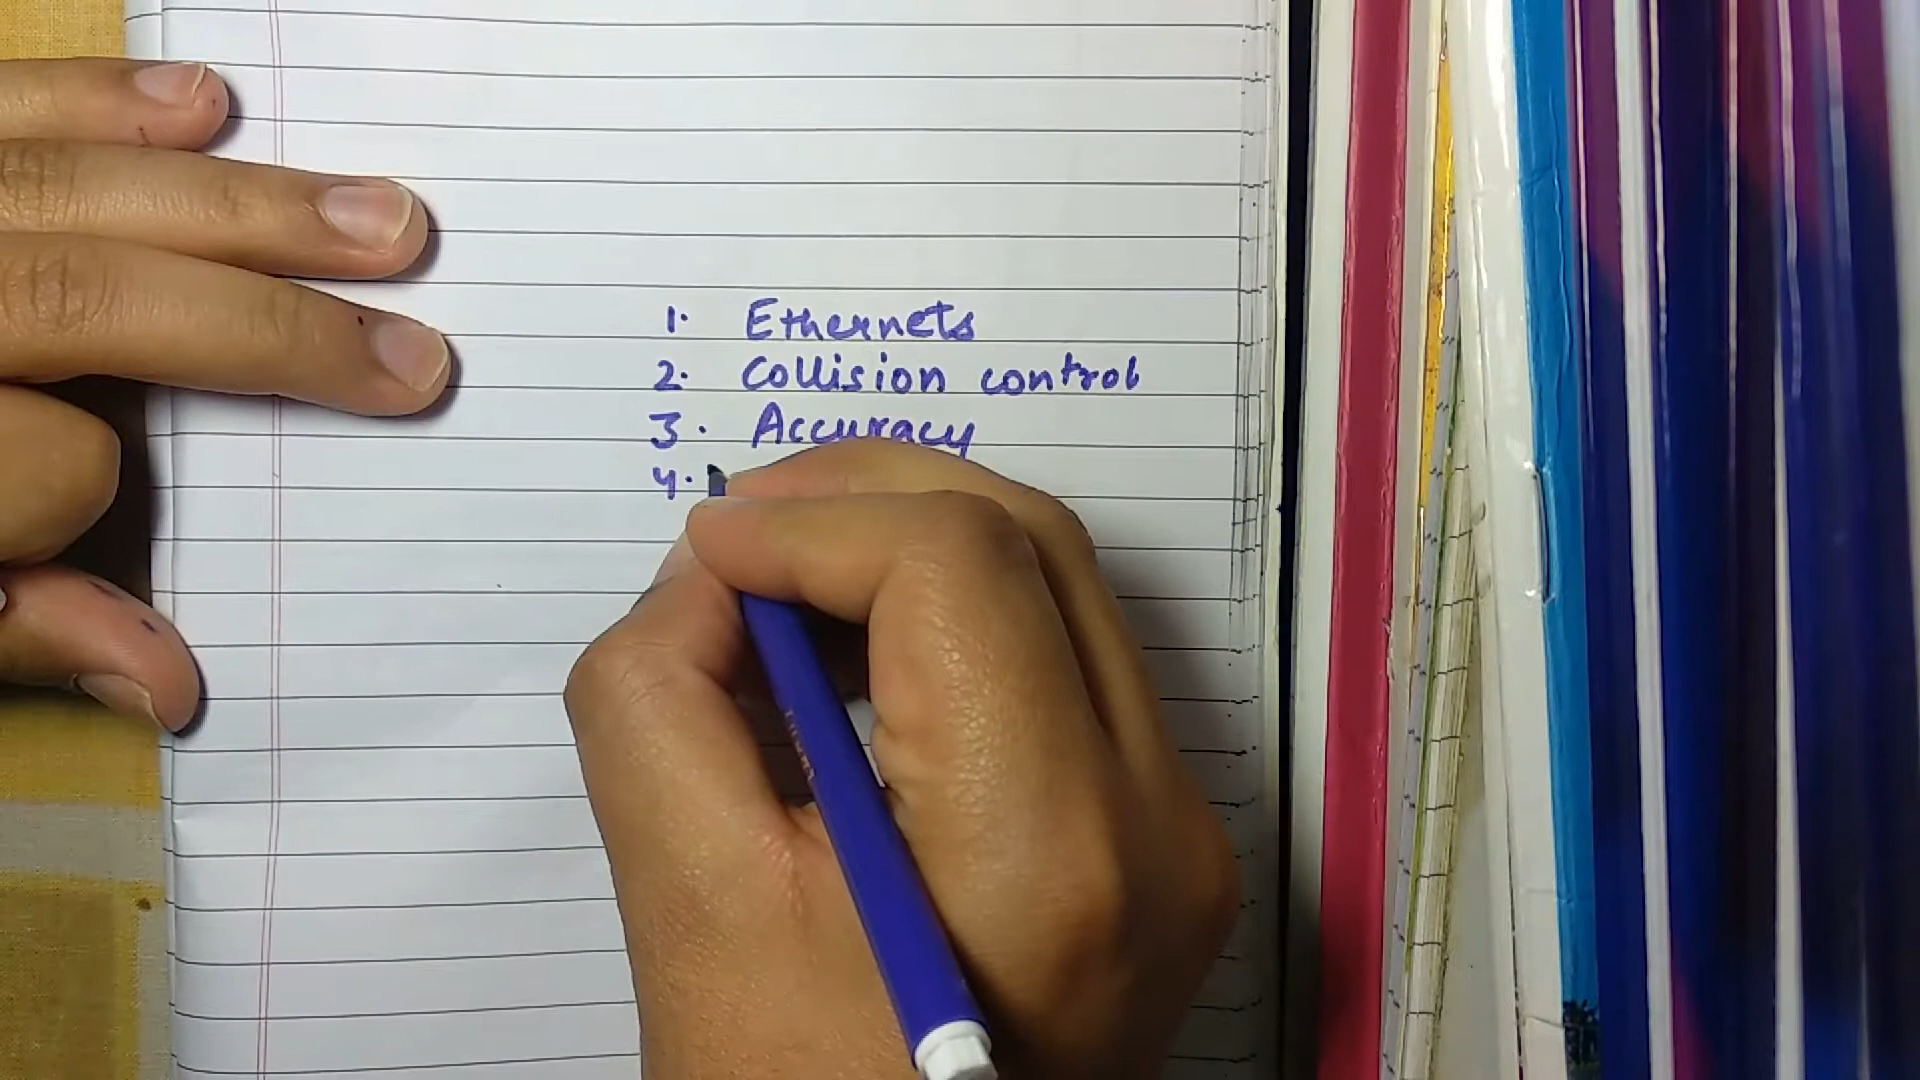 1. Ethernets
2. Collision control
3. Accuracy
4.